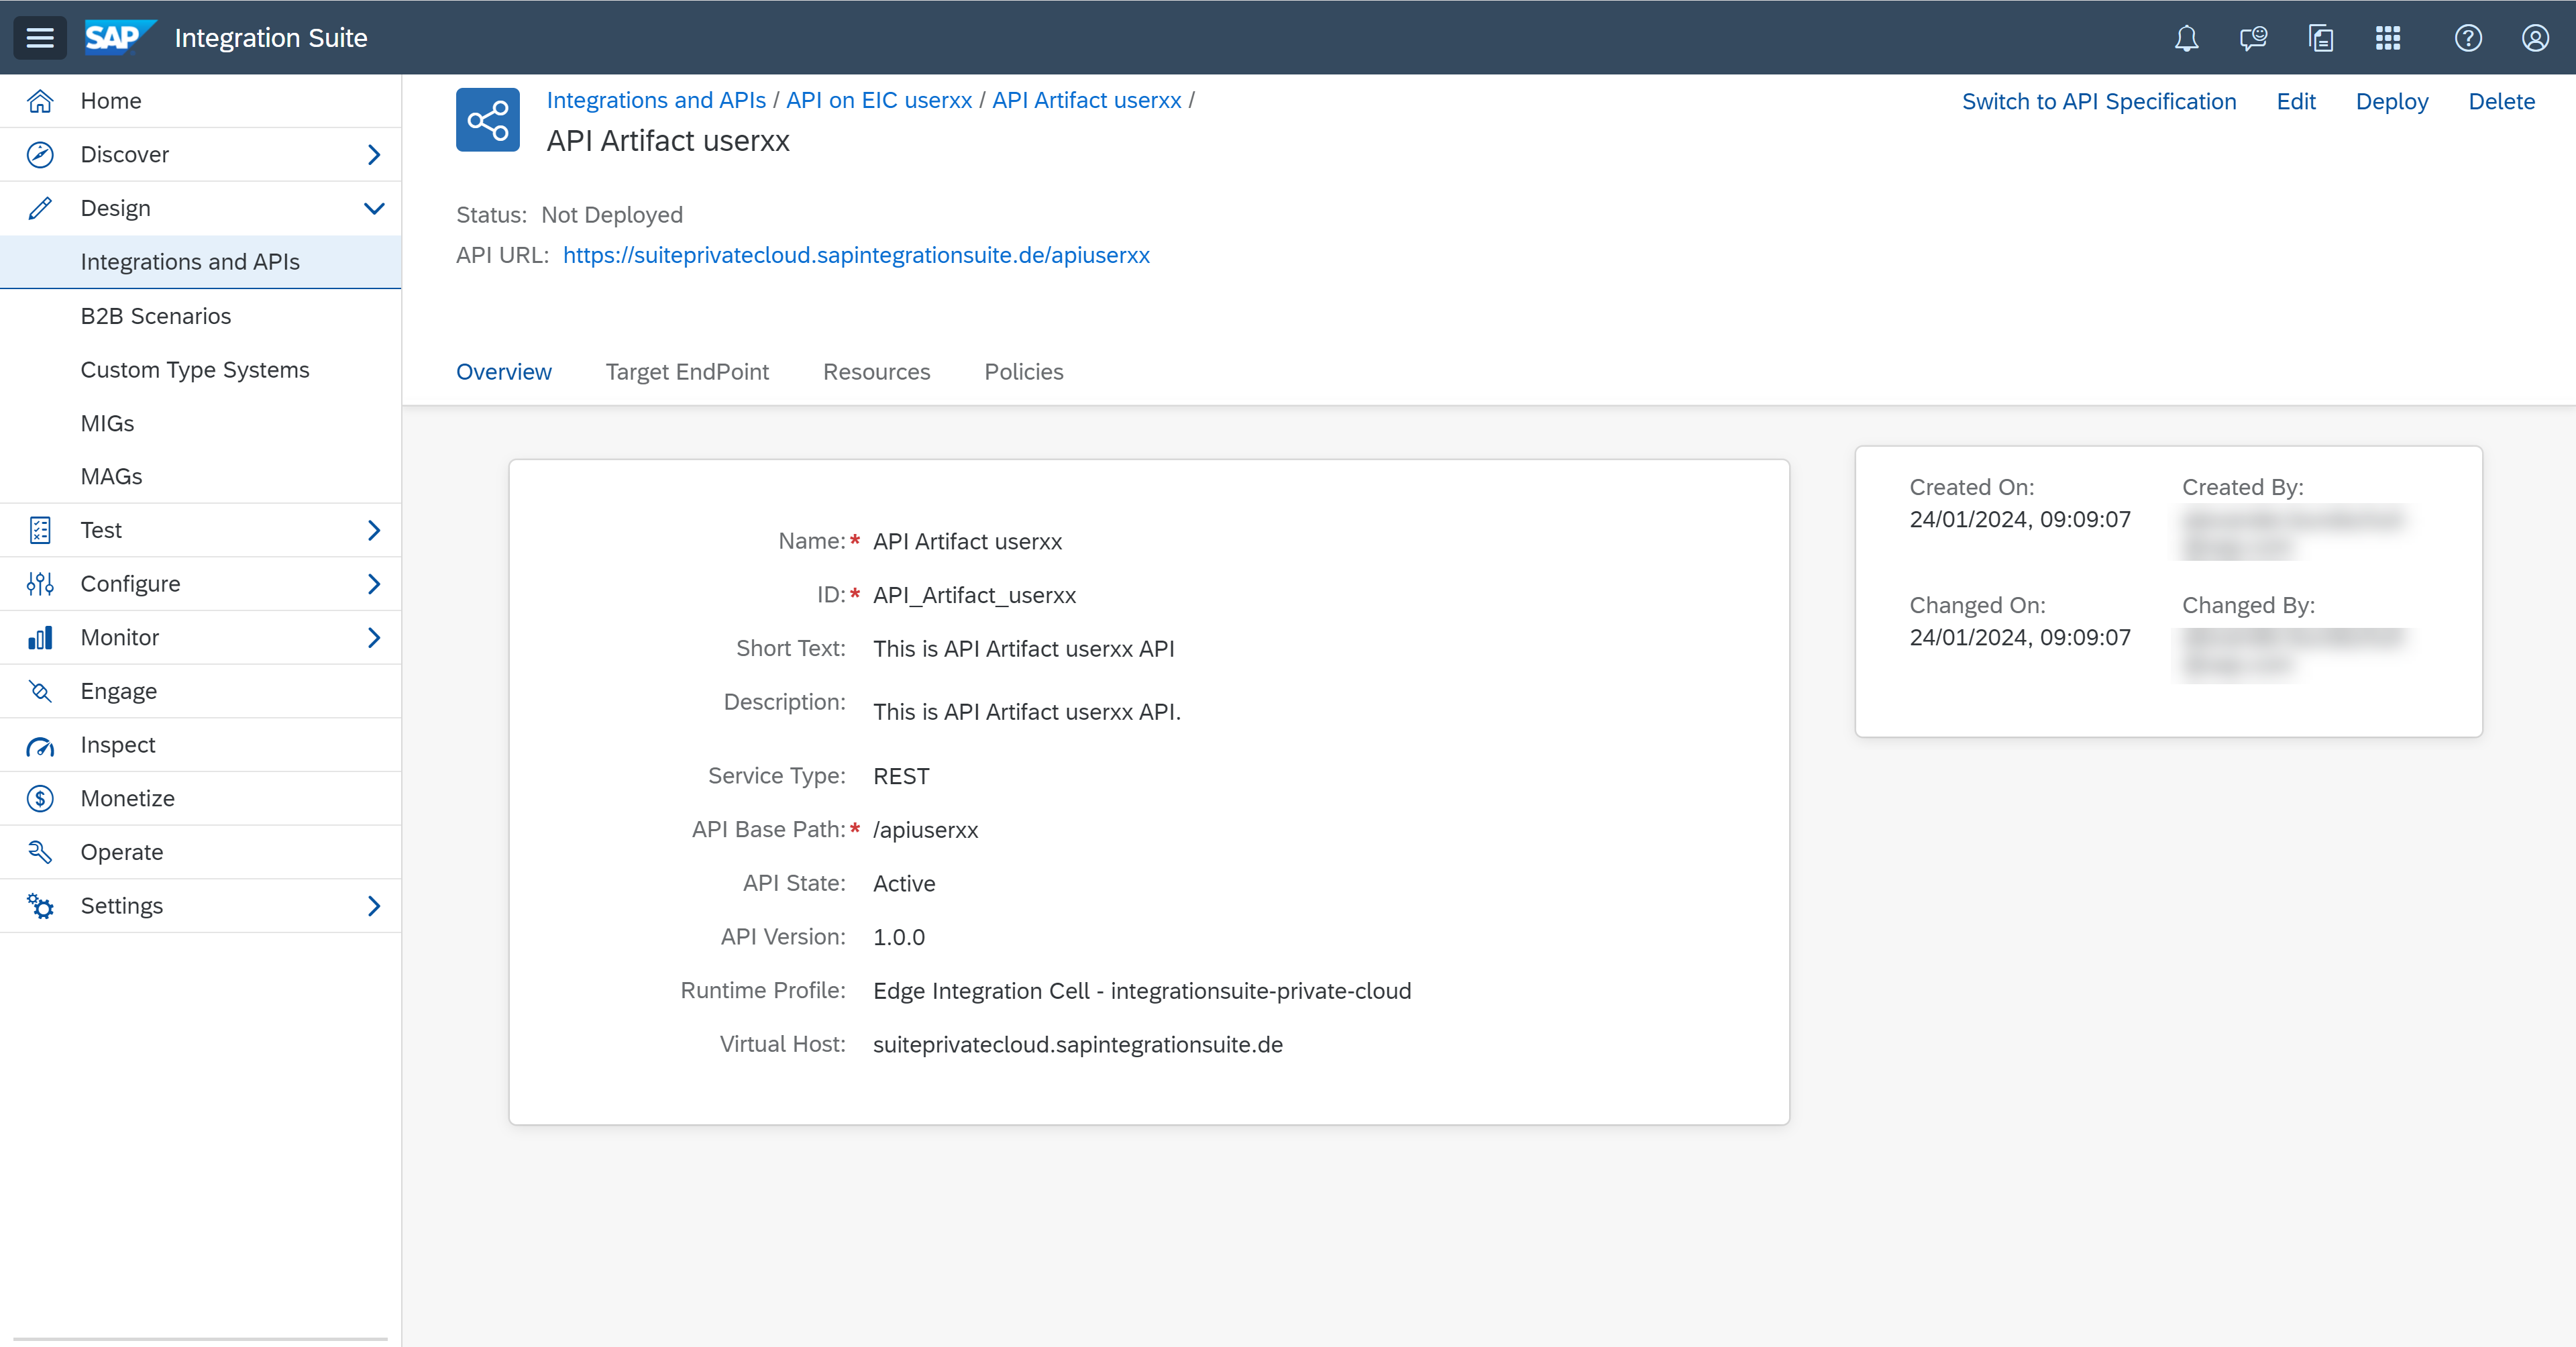 SAP Integration Suite
Home
Discover
Design
Integrations and APIs
B2B Scenarios
Custom Type Systems
MIGs
MAGs
Test
Configure
Monitor
Engage
Inspect
Monetize
Operate
Settings
Integrations and APIs / API on EIC userxx / API Artifact userxx /
API Artifact userxx
Switch to API Specification Edit Deploy Delete
Status: Not Deployed
API URL: https://suiteprivatecloud.sapintegrationsuite.de/apiuserxx
Overview Target EndPoint Resources Policies
Name:* API Artifact userxx
ID:* API_Artifact_userxx
Short Text: This is API Artifact userxx API
Description: This is API Artifact userxx API.
Service Type: REST
API Base Path:* /apiuserxx
API State: Active
API Version: 1.0.0
Runtime Profile: Edge Integration Cell - integrationsuite-private-cloud
Virtual Host: suiteprivatecloud.sapintegrationsuite.de
Created On: Created By:
24/01/2024, 09:09:07
Changed On: Changed By:
24/01/2024, 09:09:07